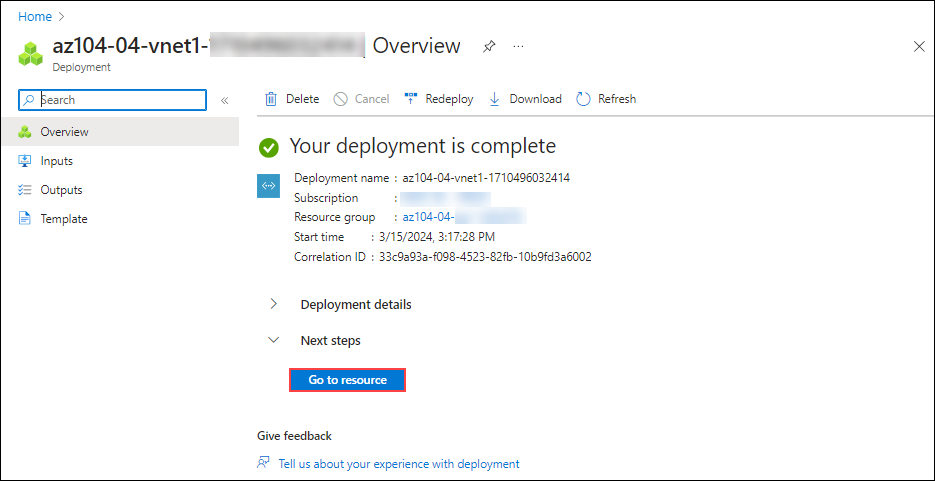 Home
az104-04-vnet1- Overview
Deployment
Search
Overview
Inputs
Outputs
Template
Delete Cancel Redeploy Download Refresh
Your deployment is complete
Deployment name : az104-04-vnet1-1710496032414
Subscription :
Resource group : az104-04-
Start time : 3/15/2024, 3:17:28 PM
Correlation ID : 33c9a93a-f098-4523-82fb-10b9fd3a6002
Deployment details
Next steps
Go to resource
Give feedback
Tell us about your experience with deployment